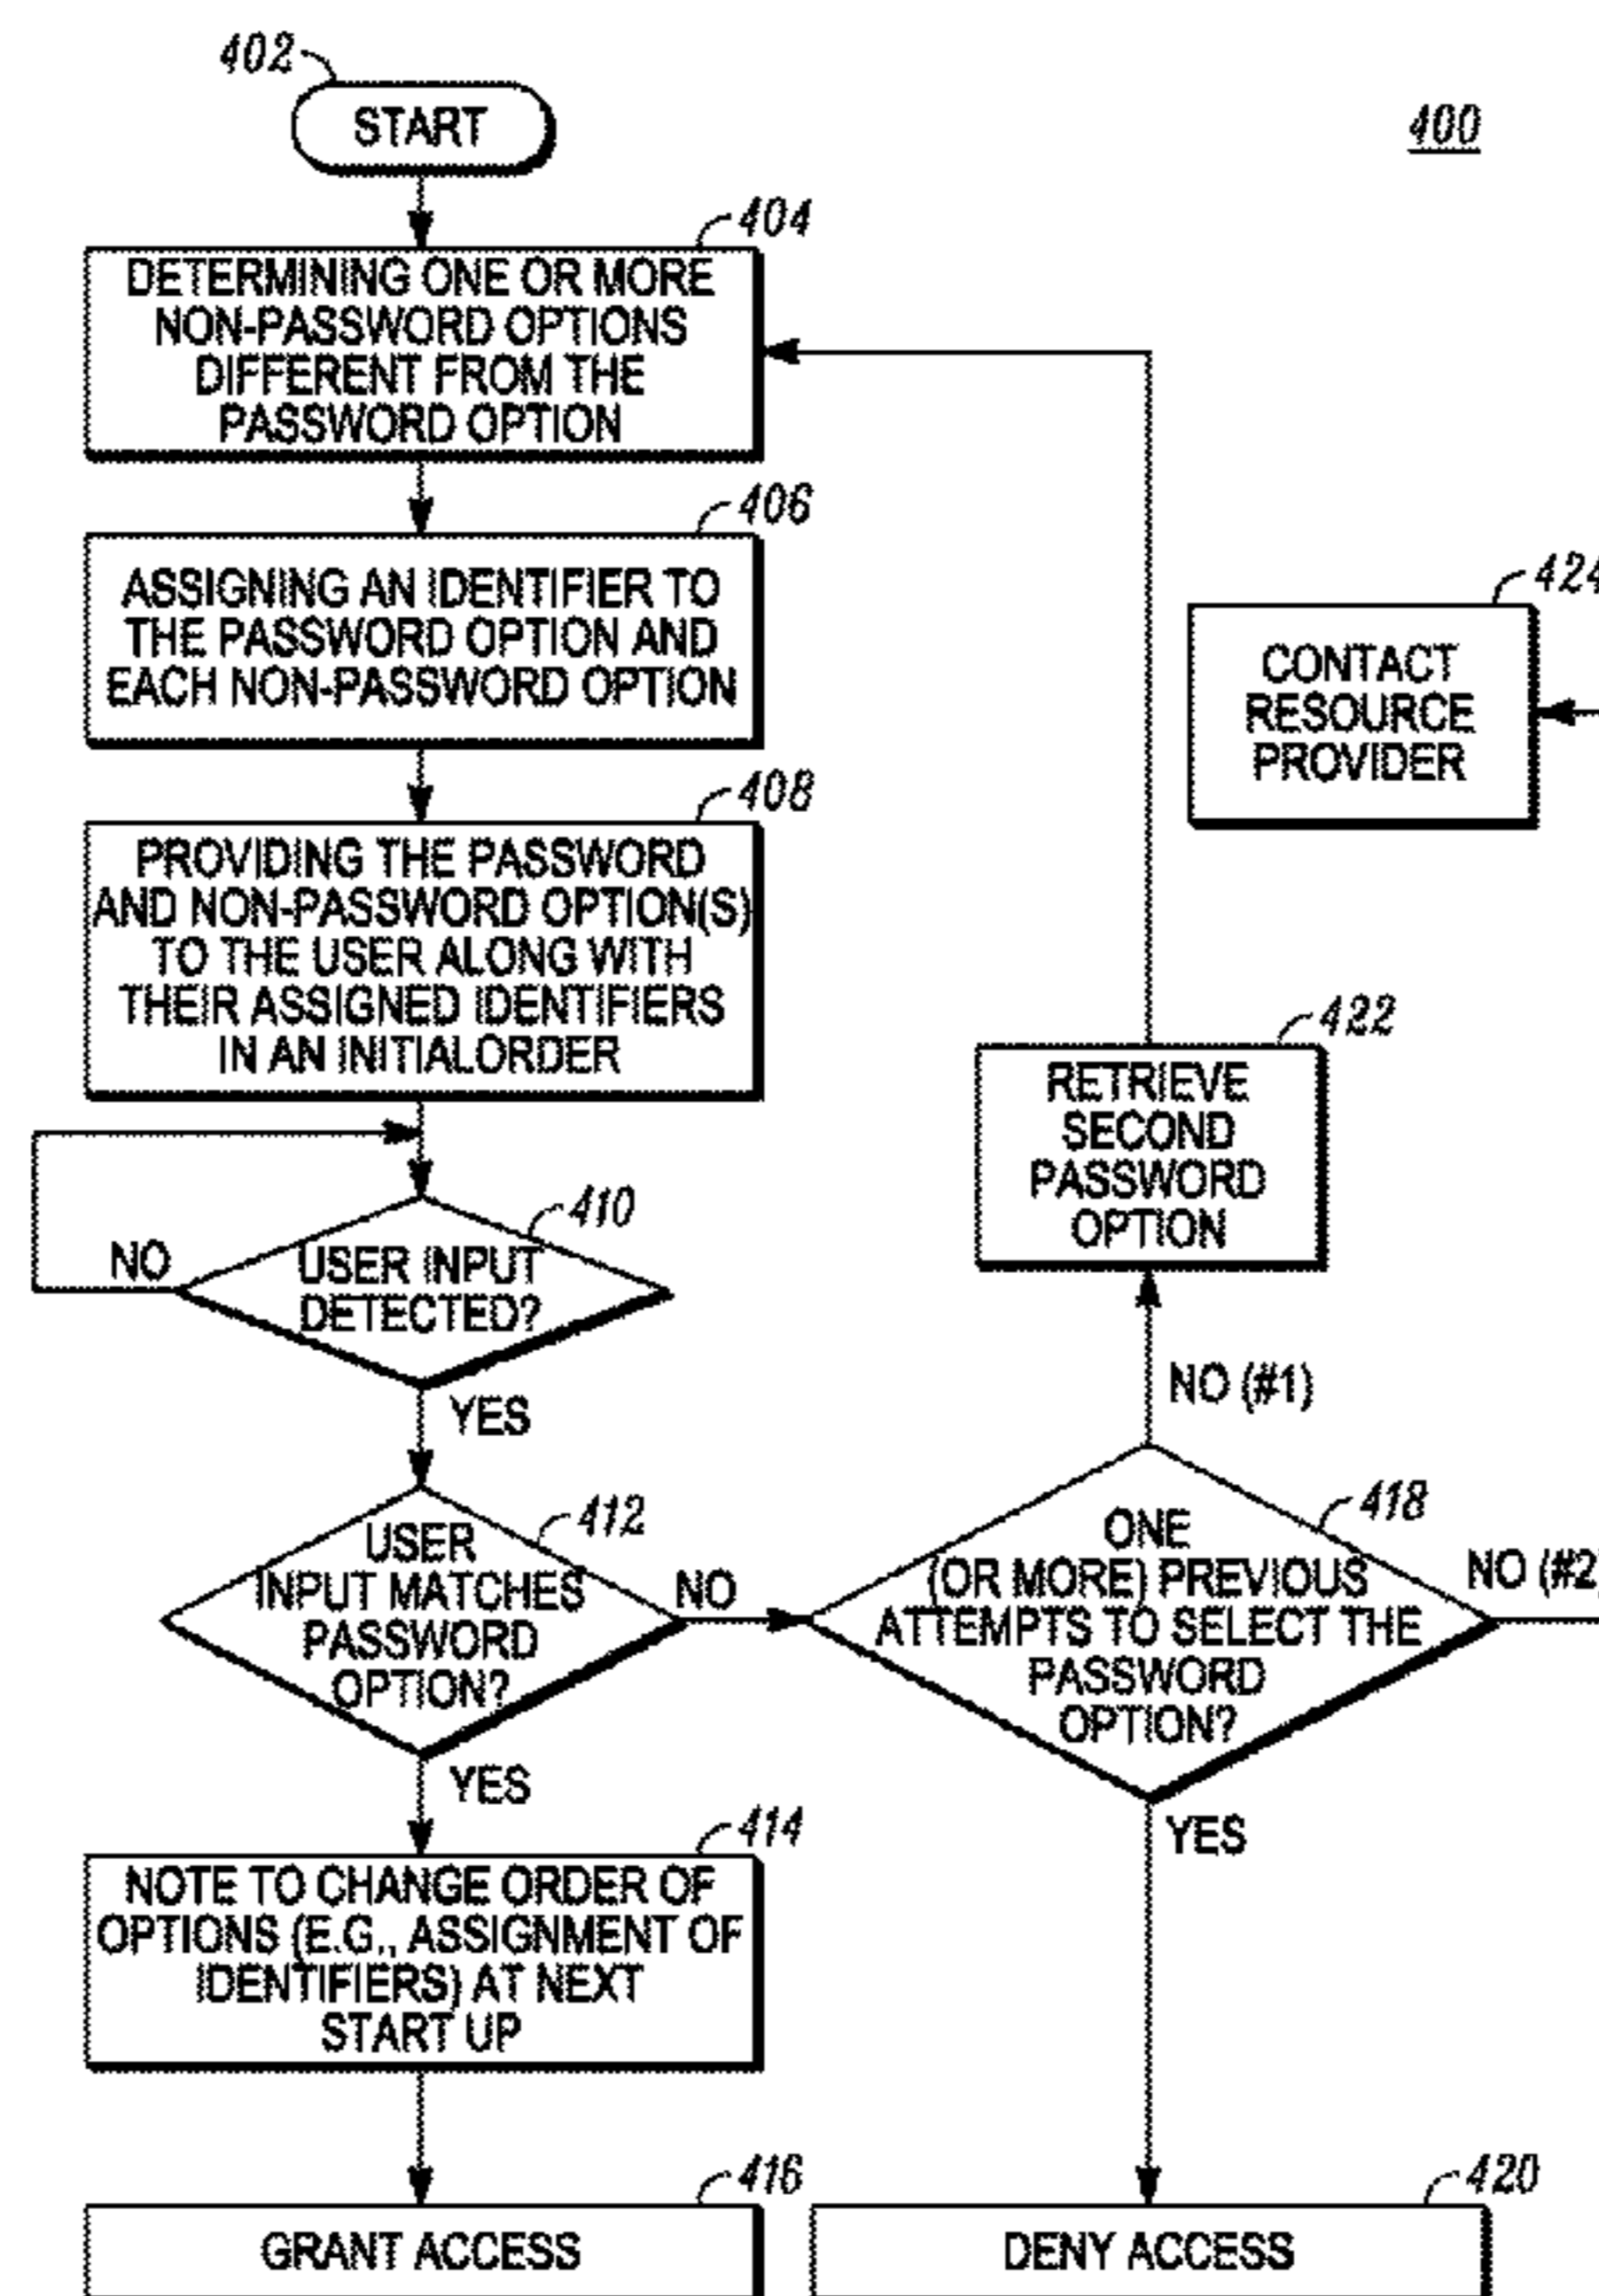 402
START
400
404
DETERMINING ONE OR MORE
NON-PASSWORD OPTIONS
DIFFERENT FROM THE
PASSWORD OPTION
406
ASSIGNING AN IDENTIFIER TO
THE PASSWORD OPTION AND
EACH NON-PASSWORD OPTION
424
CONTACT
RESOURCE
PROVIDER
408
PROVIDING THE PASSWORD
AND NON-PASSWORD OPTION(S)
TO THE USER ALONG WITH
THEIR ASSIGNED IDENTIFIERS
IN AN INITIALORDER
422
RETRIEVE
SECOND
PASSWORD
OPTION
410
NO
USER INPUT
DETECTED?
YES
NO (#1)
412
USER
INPUT MATCHES
PASSWORD
OPTION?
NO
418
ONE
(OR MORE) PREVIOUS
ATTEMPTS TO SELECT THE
PASSWORD
OPTION?
NO (#2)
YES
YES
414
NOTE TO CHANGE ORDER OF
OPTIONS (E.G., ASSIGNMENT OF
IDENTIFIERS) AT NEXT
START UP
416
GRANT ACCESS
420
DENY ACCESS